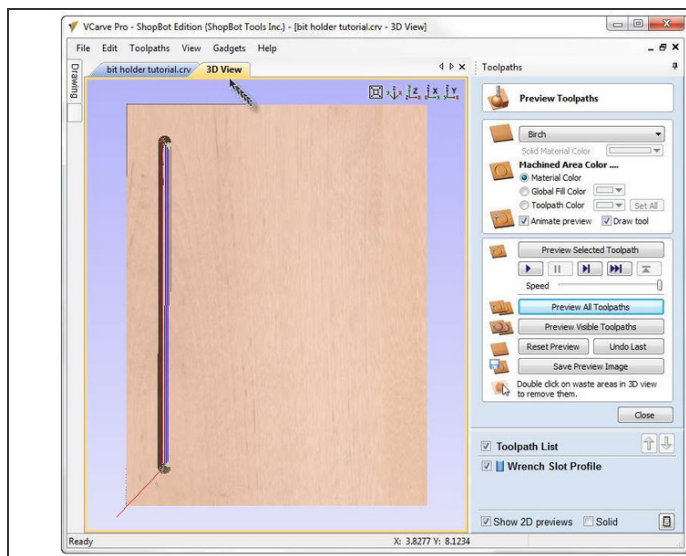 VCarve Pro - ShopBot Edition (ShopBot Tools Inc.) - [bit holder tutorial.crv - 3D View]
File Edit Toolpaths View Gadgets Help
Drawing
bit holder tutorial.crv 3D View
Z X Y
Toolpaths
Preview Toolpaths
Birch
Solid Material Color
Machined Area Color ....
Material Color
Global Fill Color
Toolpath Color Set All
Animate preview Draw tool
Preview Selected Toolpath
Speed
Preview All Toolpaths
Preview Visible Toolpaths
Reset Preview Undo Last
Save Preview Image
Double click on waste areas in 3D view
to remove them.
Close
Toolpath List
Wrench Slot Profile
Show 2D previews Solid
Ready X: 3.8277 Y: 8.1234